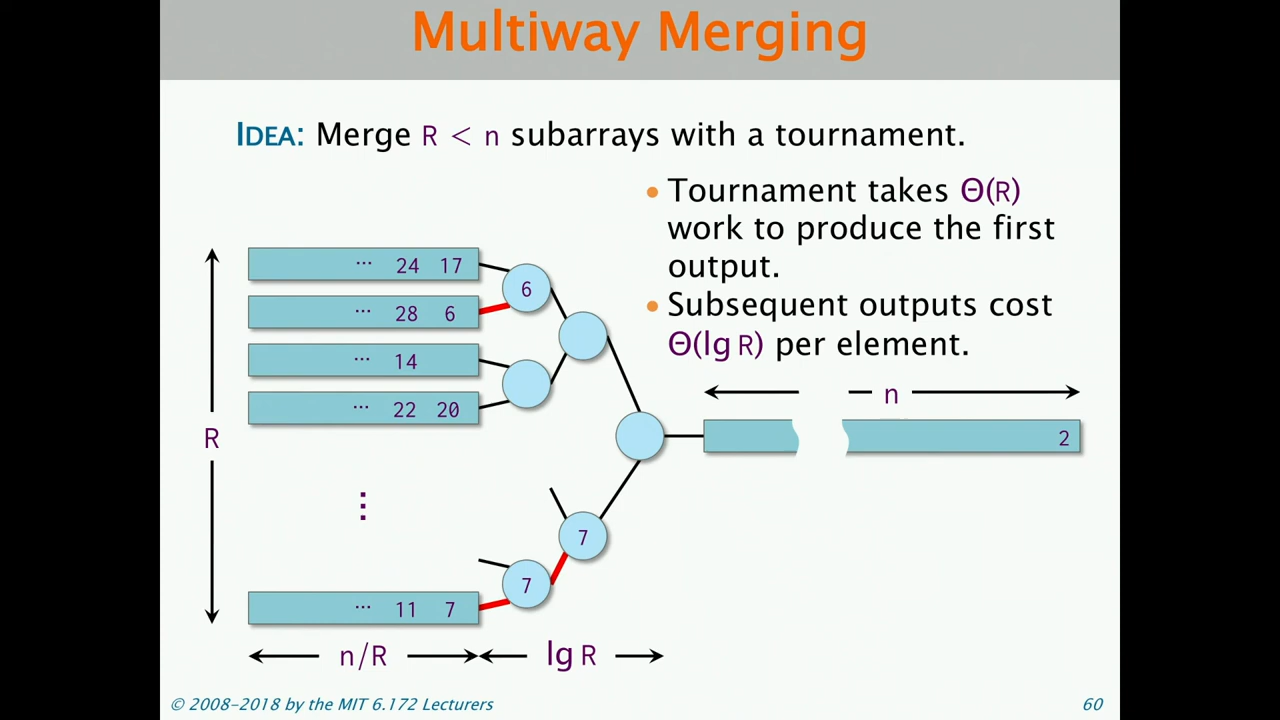 Multiway Merging
IDEA: Merge R < n subarrays with a tournament.
• Tournament takes Θ(R)
work to produce the first
output.
• Subsequent outputs cost
Θ(lg R) per element.
⋯ 24 17
⋯ 28 6
⋯ 14
⋯ 22 20
⋮
⋯ 11 7
6
7
7
R
n
2
n/R
lg R
© 2008–2018 by the MIT 6.172 Lecturers
60